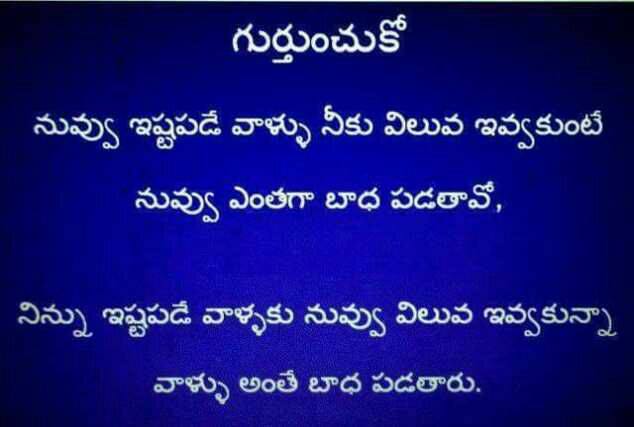 గుర్తుంచుకో
నువ్వు ఇష్టపడే వాళ్ళు నీకు విలువ ఇవ్వకుంటే
నువ్వు ఎంతగా బాధ పడతావో,
నిన్ను ఇష్టపడే వాళ్ళకు నువ్వు విలువ ఇవ్వకున్నా
వాళ్ళు అంతే బాధ పడతారు.